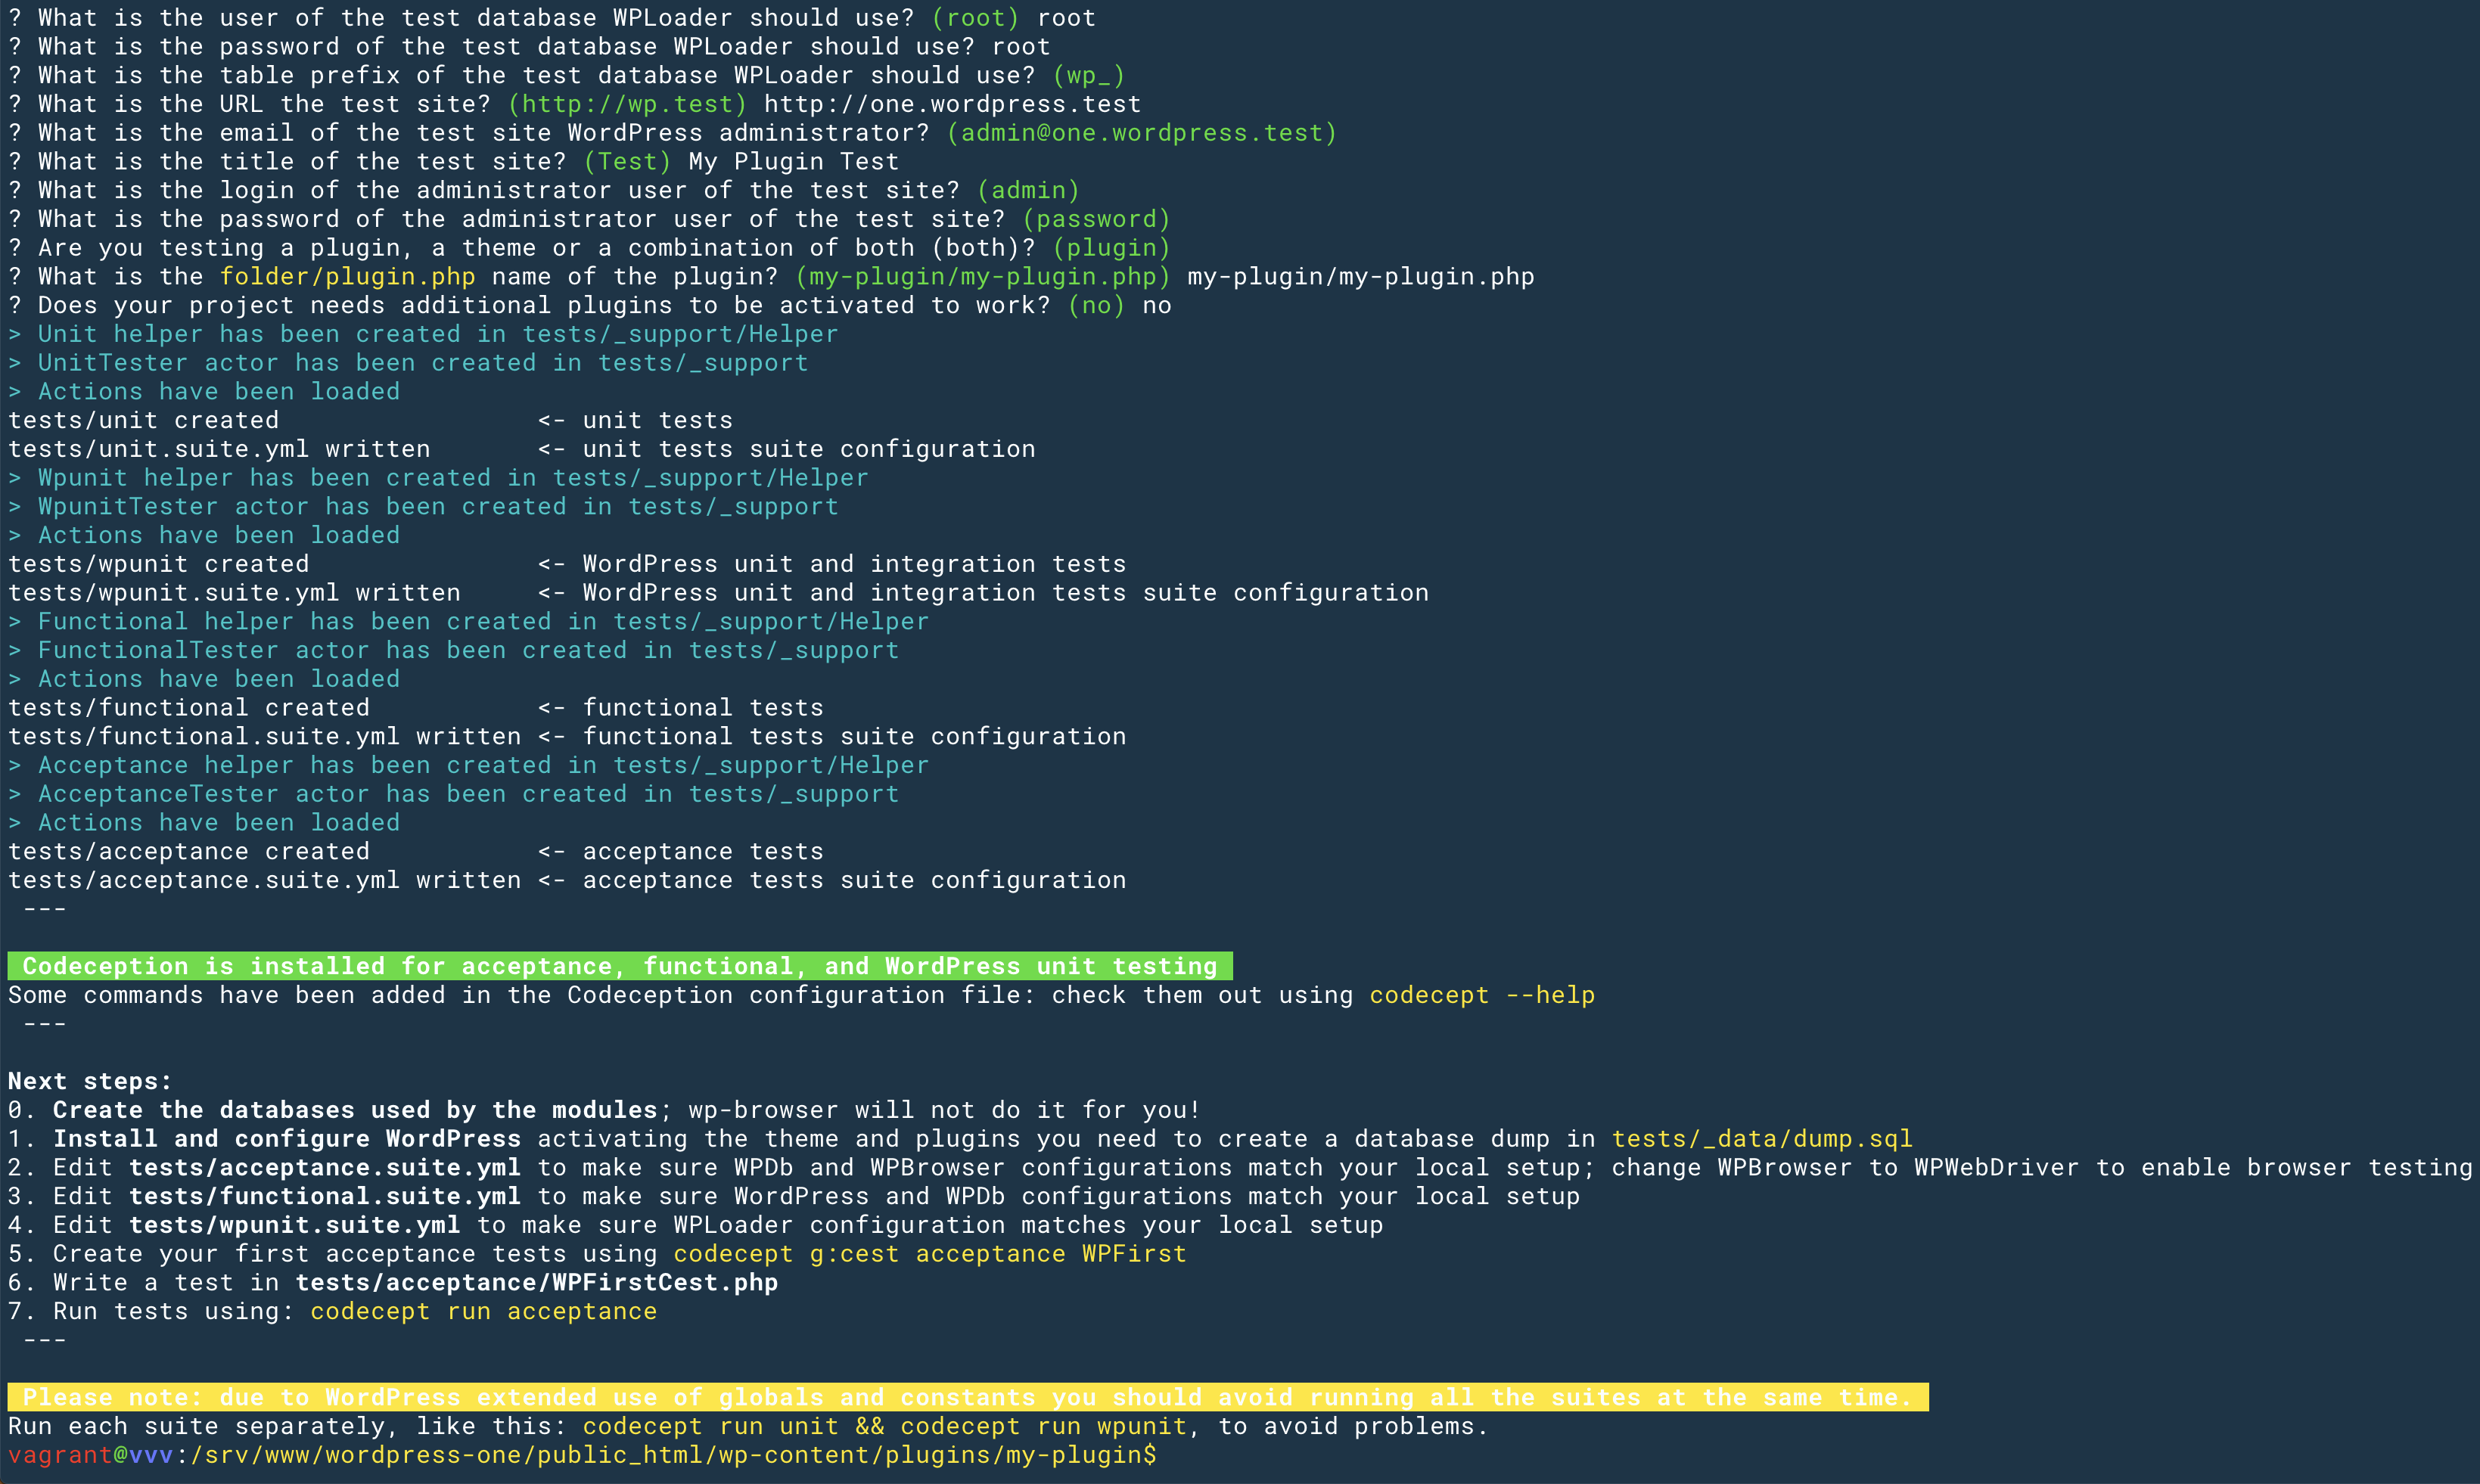 ? What is the user of the test database WPLoader should use? (root) root
? What is the password of the test database WPLoader should use? root
? What is the table prefix of the test database WPLoader should use? (wp_)
? What is the URL the test site? (http://wp.test) http://one.wordpress.test
? What is the email of the test site WordPress administrator? (admin@one.wordpress.test)
? What is the title of the test site? (Test) My Plugin Test
? What is the login of the administrator user of the test site? (admin)
? What is the password of the administrator user of the test site? (password)
? Are you testing a plugin, a theme or a combination of both (both)? (plugin)
? What is the folder/plugin.php name of the plugin? (my-plugin/my-plugin.php) my-plugin/my-plugin.php
? Does your project needs additional plugins to be activated to work? (no) no
> Unit helper has been created in tests/_support/Helper
> UnitTester actor has been created in tests/_support
> Actions have been loaded
tests/unit created                 <- unit tests
tests/unit.suite.yml written       <- unit tests suite configuration
> Wpunit helper has been created in tests/_support/Helper
> WpunitTester actor has been created in tests/_support
> Actions have been loaded
tests/wpunit created               <- WordPress unit and integration tests
tests/wpunit.suite.yml written     <- WordPress unit and integration tests suite configuration
> Functional helper has been created in tests/_support/Helper
> FunctionalTester actor has been created in tests/_support
> Actions have been loaded
tests/functional created           <- functional tests
tests/functional.suite.yml written <- functional tests suite configuration
> Acceptance helper has been created in tests/_support/Helper
> AcceptanceTester actor has been created in tests/_support
> Actions have been loaded
tests/acceptance created           <- acceptance tests
tests/acceptance.suite.yml written <- acceptance tests suite configuration
---
Codeception is installed for acceptance, functional, and WordPress unit testing
Some commands have been added in the Codeception configuration file: check them out using codecept --help
---
Next steps:
0. Create the databases used by the modules; wp-browser will not do it for you!
1. Install and configure WordPress activating the theme and plugins you need to create a database dump in tests/_data/dump.sql
2. Edit tests/acceptance.suite.yml to make sure WPDb and WPBrowser configurations match your local setup; change WPBrowser to WPWebDriver to enable browser testing
3. Edit tests/functional.suite.yml to make sure WordPress and WPDb configurations match your local setup
4. Edit tests/wpunit.suite.yml to make sure WPLoader configuration matches your local setup
5. Create your first acceptance tests using codecept g:cest acceptance WPFirst
6. Write a test in tests/acceptance/WPFirstCest.php
7. Run tests using: codecept run acceptance
---
Please note: due to WordPress extended use of globals and constants you should avoid running all the suites at the same time.
Run each suite separately, like this: codecept run unit && codecept run wpunit, to avoid problems.
vagrant@vvv:/srv/www/wordpress-one/public_html/wp-content/plugins/my-plugin$